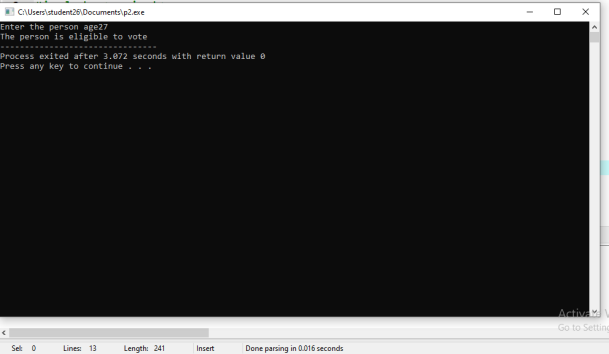 C:\Users\student26\Documents\p2.exe
Enter the person age27
The person is eligible to vote
--------------------------------
Process exited after 3.072 seconds with return value 0
Press any key to continue . . .
Go to Setting
Sel: 0 Lines: 13 Length: 241 Insert Done parsing in 0.016 seconds